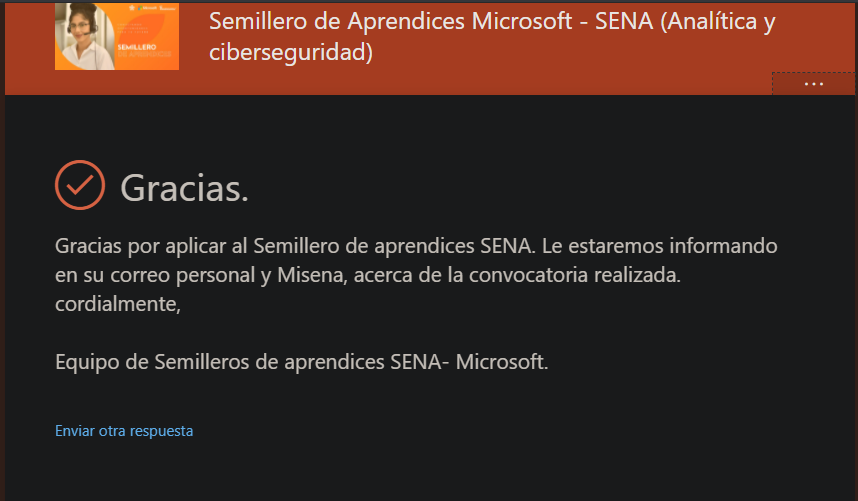 Semillero de Aprendices Microsoft - SENA (Analítica y
ciberseguridad)
SEMILLERO
DE APRENDICES
...
Gracias.
Gracias por aplicar al Semillero de aprendices SENA. Le estaremos informando
en su correo personal y Misena, acerca de la convocatoria realizada.
cordialmente,
Equipo de Semilleros de aprendices SENA- Microsoft.
Enviar otra respuesta